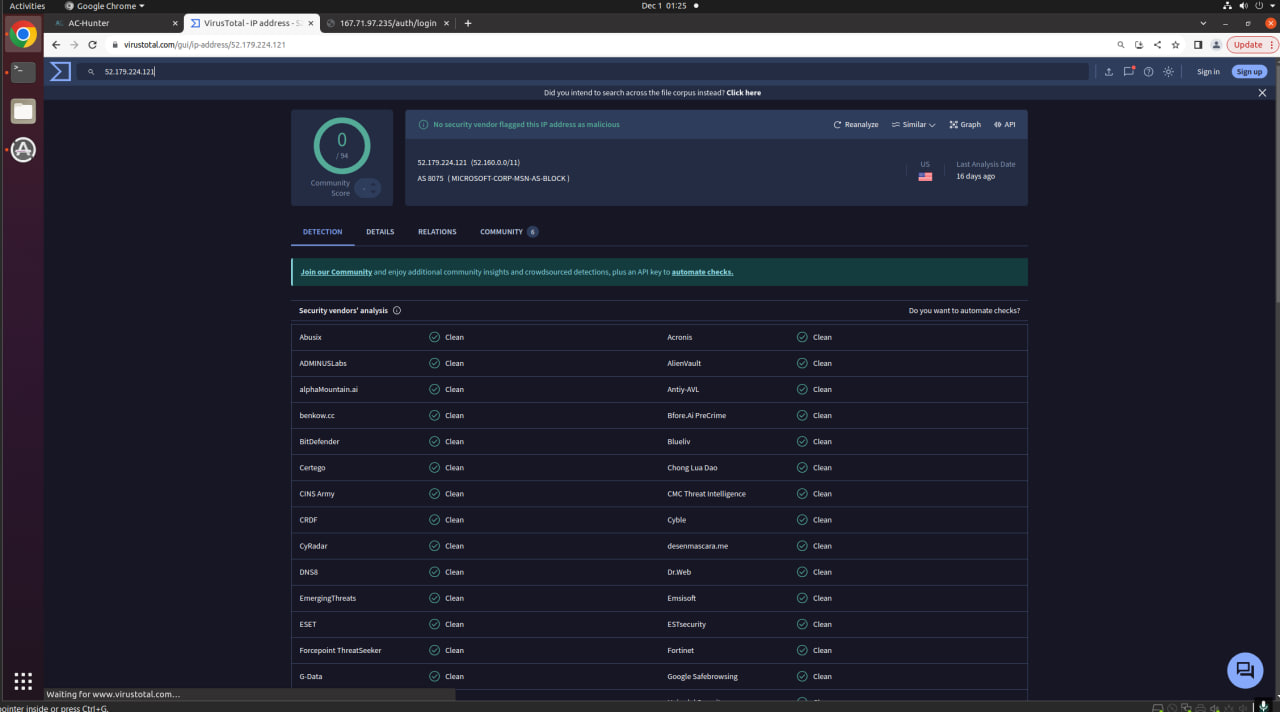 Activities Google Chrome Dec 1 01:25
AC-Hunter × VirusTotal - IP address - 52 × 167.71.97.235/auth/login × +
virustotal.com/gui/ip-address/52.179.224.121 Update
52.179.224.121 Sign in Sign up
Did you intend to search across the file corpus instead? Click here
0
/ 94
Community
Score
No security vendor flagged this IP address as malicious Reanalyze Similar Graph API
52.179.224.121 (52.160.0.0/11)
AS 8075 ( MICROSOFT-CORP-MSN-AS-BLOCK )
US
Last Analysis Date
16 days ago
DETECTION DETAILS RELATIONS COMMUNITY 6
Join our Community and enjoy additional community insights and crowdsourced detections, plus an API key to automate checks.
Security vendors' analysis Do you want to automate checks?
Abusix Clean Acronis Clean
ADMINUSLabs Clean AlienVault Clean
alphaMountain.ai Clean Antiy-AVL Clean
benkow.cc Clean Bfore.Ai PreCrime Clean
BitDefender Clean Blueliv Clean
Certego Clean Chong Lua Dao Clean
CINS Army Clean CMC Threat Intelligence Clean
CRDF Clean Cyble Clean
CyRadar Clean desenmascara.me Clean
DNS8 Clean Dr.Web Clean
EmergingThreats Clean Emsisoft Clean
ESET Clean ESTsecurity Clean
Forcepoint ThreatSeeker Clean Fortinet Clean
G-Data Clean Google Safebrowsing Clean
Waiting for www.virustotal.com...
ointer inside or press Ctrl+G.